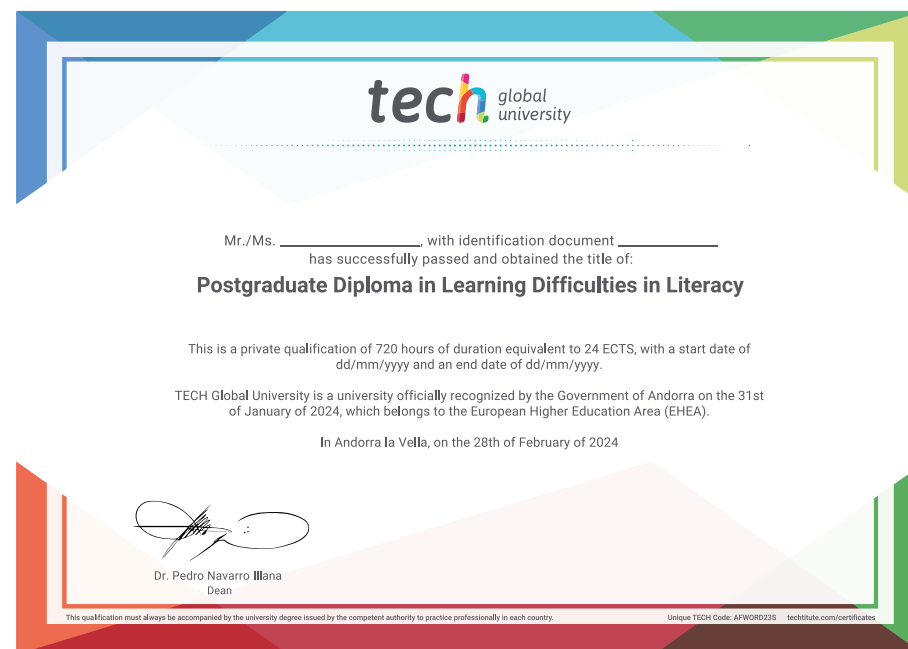 tech global
university
Mr./Ms. ____________________, with identification document ______________
has successfully passed and obtained the title of:
Postgraduate Diploma in Learning Difficulties in Literacy
This is a private qualification of 720 hours of duration equivalent to 24 ECTS, with a start date of
dd/mm/yyyy and an end date of dd/mm/yyyy.
TECH Global University is a university officially recognized by the Government of Andorra on the 31st
of January of 2024, which belongs to the European Higher Education Area (EHEA).
In Andorra la Vella, on the 28th of February of 2024
Dr. Pedro Navarro Illana
Dean
This qualification must always be accompanied by the university degree issued by the competent authority to practice professionally in each country.
Unique TECH Code: AFWORD23S techtitute.com/certificates